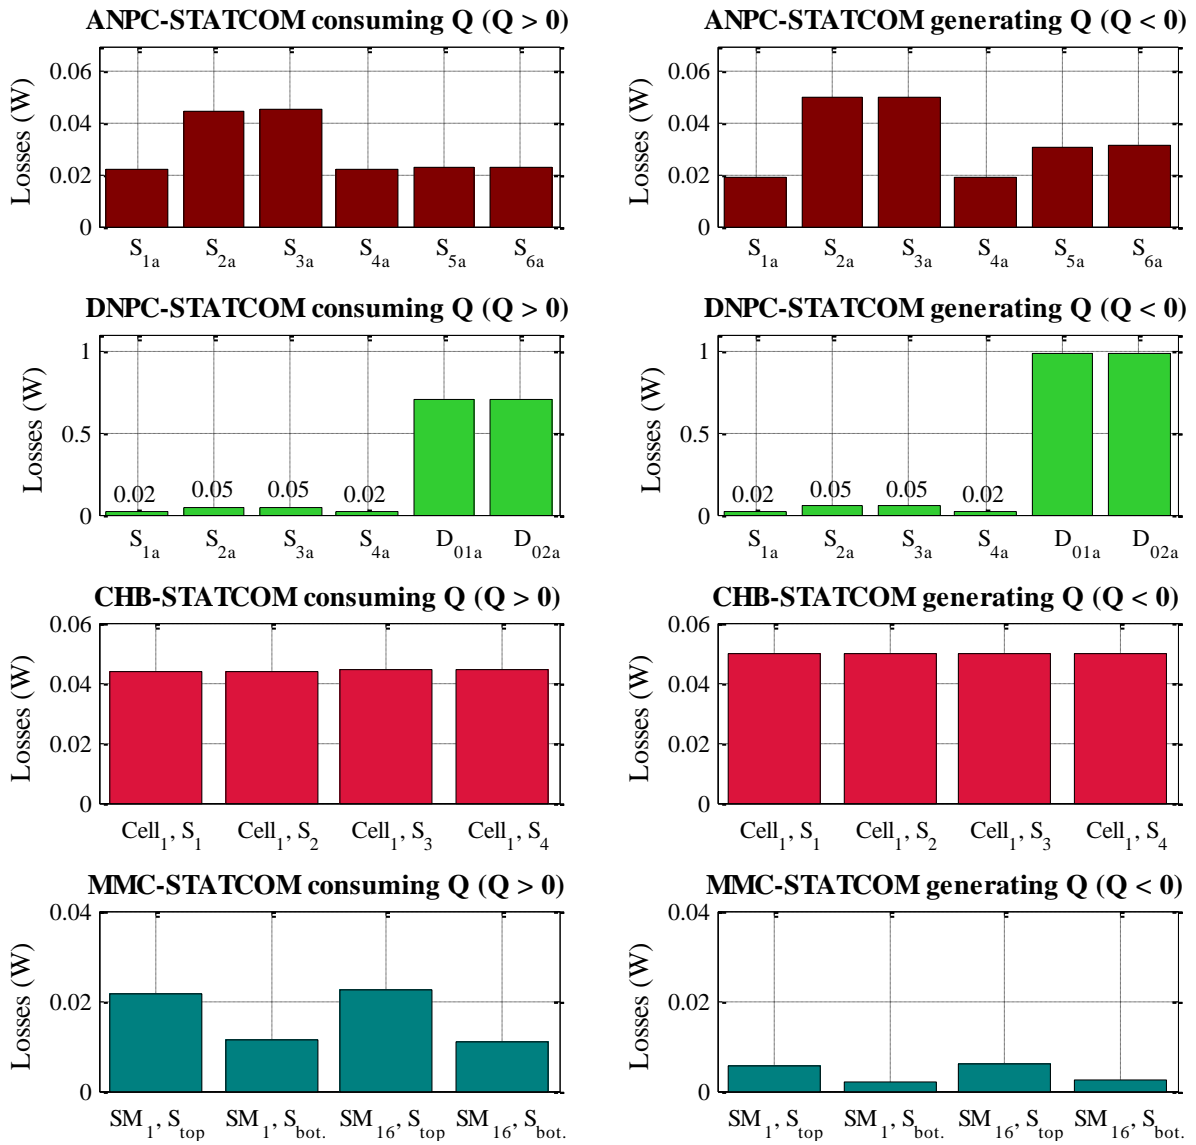 ANPC-STATCOM consuming Q (Q > 0)
Losses (W)
0.06
0.04
0.02
0
S1a S2a S3a S4a S5a S6a
ANPC-STATCOM generating Q (Q < 0)
Losses (W)
0.06
0.04
0.02
0
S1a S2a S3a S4a S5a S6a
DNPC-STATCOM consuming Q (Q > 0)
Losses (W)
1
0.5
0
0.02 0.05 0.05 0.02
S1a S2a S3a S4a D01a D02a
DNPC-STATCOM generating Q (Q < 0)
Losses (W)
1
0.5
0
0.02 0.05 0.05 0.02
S1a S2a S3a S4a D01a D02a
CHB-STATCOM consuming Q (Q > 0)
Losses (W)
0.06
0.04
0.02
0
Cell1, S1 Cell1, S2 Cell1, S3 Cell1, S4
CHB-STATCOM generating Q (Q < 0)
Losses (W)
0.06
0.04
0.02
0
Cell1, S1 Cell1, S2 Cell1, S3 Cell1, S4
MMC-STATCOM consuming Q (Q > 0)
Losses (W)
0.04
0.02
0
SM1, Stop SM1, Sbot. SM16, Stop SM16, Sbot.
MMC-STATCOM generating Q (Q < 0)
Losses (W)
0.04
0.02
0
SM1, Stop SM1, Sbot. SM16, Stop SM16, Sbot.